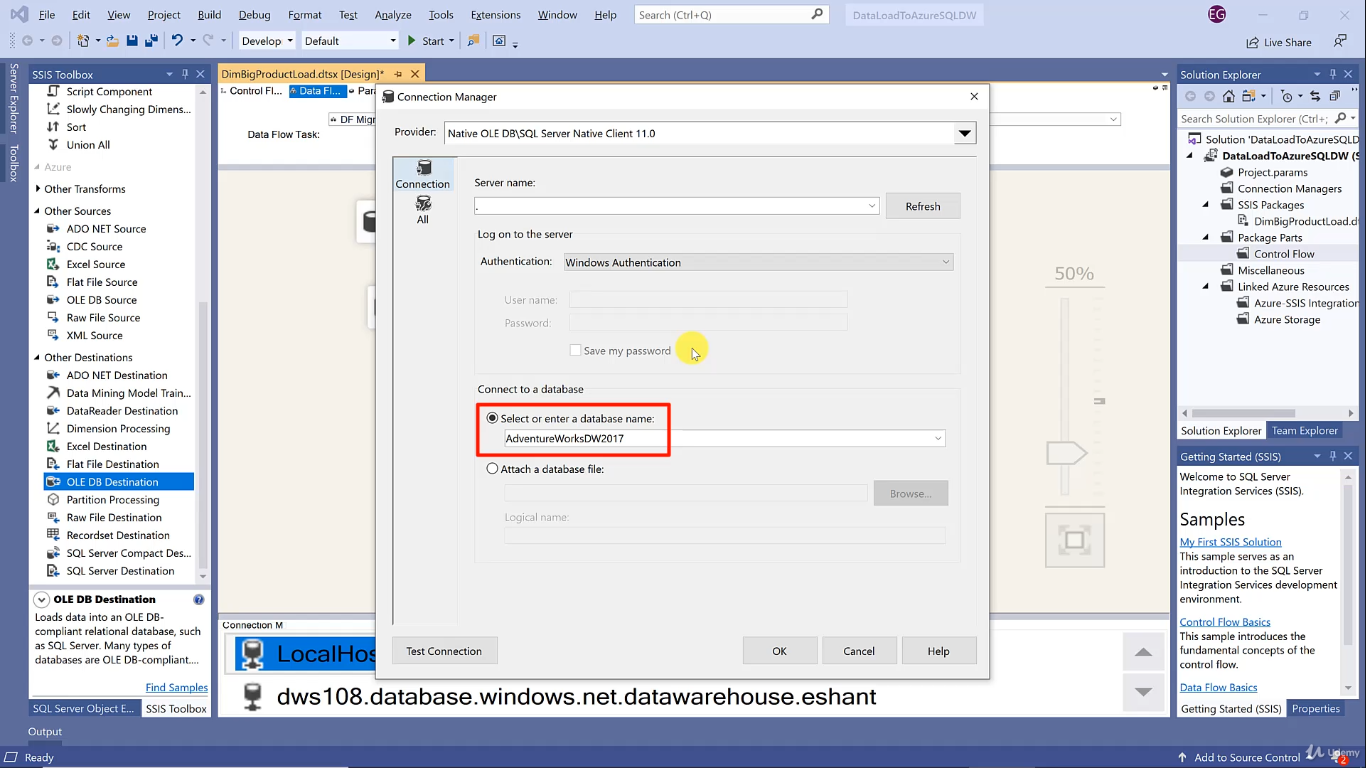 File Edit View Project Build Debug Format Test Analyze Tools Extensions Window Help Search (Ctrl+Q) DataLoadToAzureSQLDW EG
Develop Default Start Live Share
Server Explorer
Toolbox
SSIS Toolbox
Script Component
Slowly Changing Dimens...
Sort
Union All
Azure
Other Transforms
Other Sources
ADO NET Source
CDC Source
Excel Source
Flat File Source
OLE DB Source
Raw File Source
XML Source
Other Destinations
ADO NET Destination
Data Mining Model Train...
DataReader Destination
Dimension Processing
Excel Destination
Flat File Destination
OLE DB Destination
Partition Processing
Raw File Destination
Recordset Destination
SQL Server Compact Des...
SQL Server Destination
OLE DB Destination
Loads data into an OLE DB-
compliant relational database, such
as SQL Server. Many types of
databases are OLE DB-compliant....
Find Samples
SQL Server Object E... SSIS Toolbox
DimBigProductLoad.dtsx [Design]*
Control Fl... Data Fl... Pa
Data Flow Task: DF Migr
Connection Manager
Provider: Native OLE DB\SQL Server Native Client 11.0
Connection
All
Server name:
. Refresh
Log on to the server
Authentication: Windows Authentication
User name:
Password:
Save my password
Connect to a database
Select or enter a database name:
AdventureWorksDW2017
Attach a database file:
Browse...
Logical name:
Test Connection OK Cancel Help
50%
Connection M
LocalHos
dws108.database.windows.net.datawarehouse.eshant
Solution Explorer
Search Solution Explorer (Ctrl+;)
Solution 'DataLoadToAzureSQLDW'
DataLoadToAzureSQLDW (S
Project.params
Connection Managers
SSIS Packages
DimBigProductLoad.d
Package Parts
Control Flow
Miscellaneous
Linked Azure Resources
Azure-SSIS Integration
Azure Storage
Solution Explorer Team Explorer
Getting Started (SSIS)
Welcome to SQL Server
Integration Services (SSIS).
Samples
My First SSIS Solution
This sample serves as an
introduction to the SQL Server
Integration Services development
environment.
Control Flow Basics
This sample introduces the
fundamental concepts of the
control flow.
Data Flow Basics
Getting Started (SSIS) Properties
Output
Ready Add to Source Control 2
Udemy